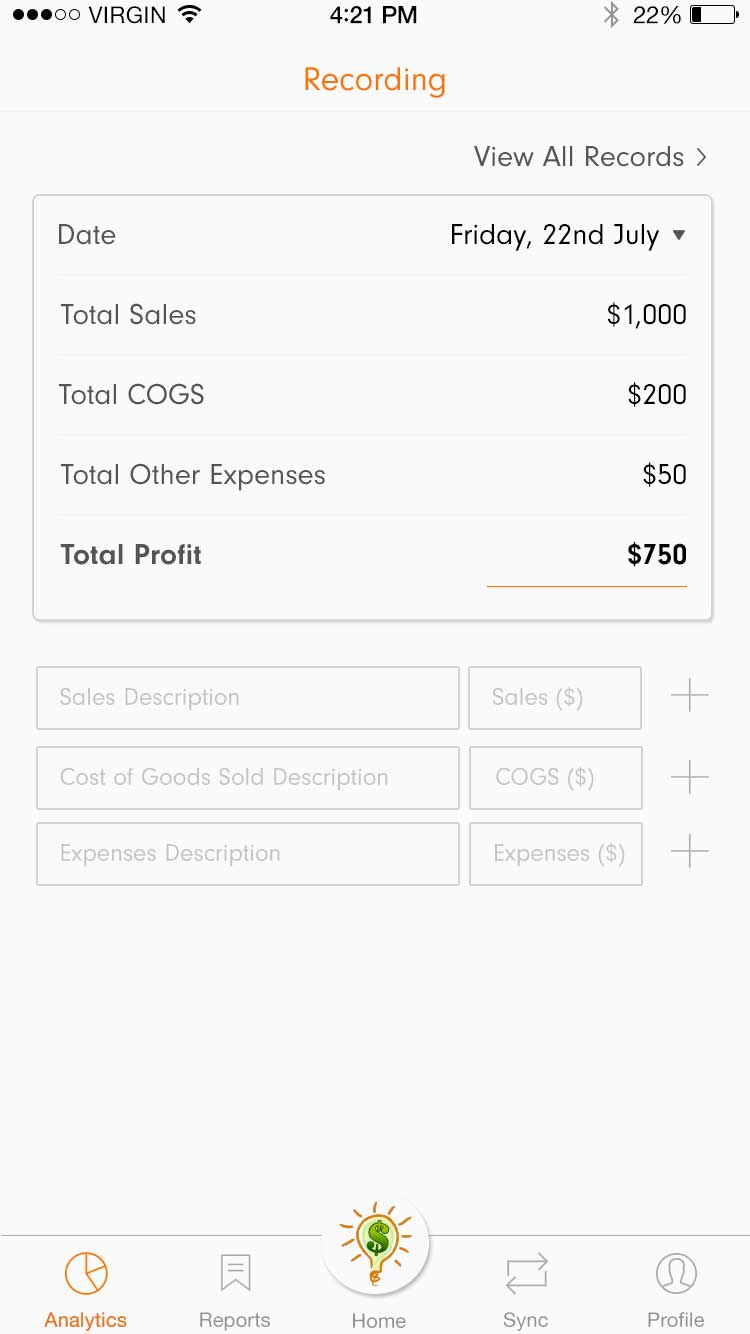 VIRGIN 4:21 PM 22%
Recording
View All Records >
Date Friday, 22nd July ▼
Total Sales $1,000
Total COGS $200
Total Other Expenses $50
Total Profit $750
Sales Description Sales ($)
Cost of Goods Sold Description COGS ($)
Expenses Description Expenses ($)
$
Analytics Reports Home Sync Profile